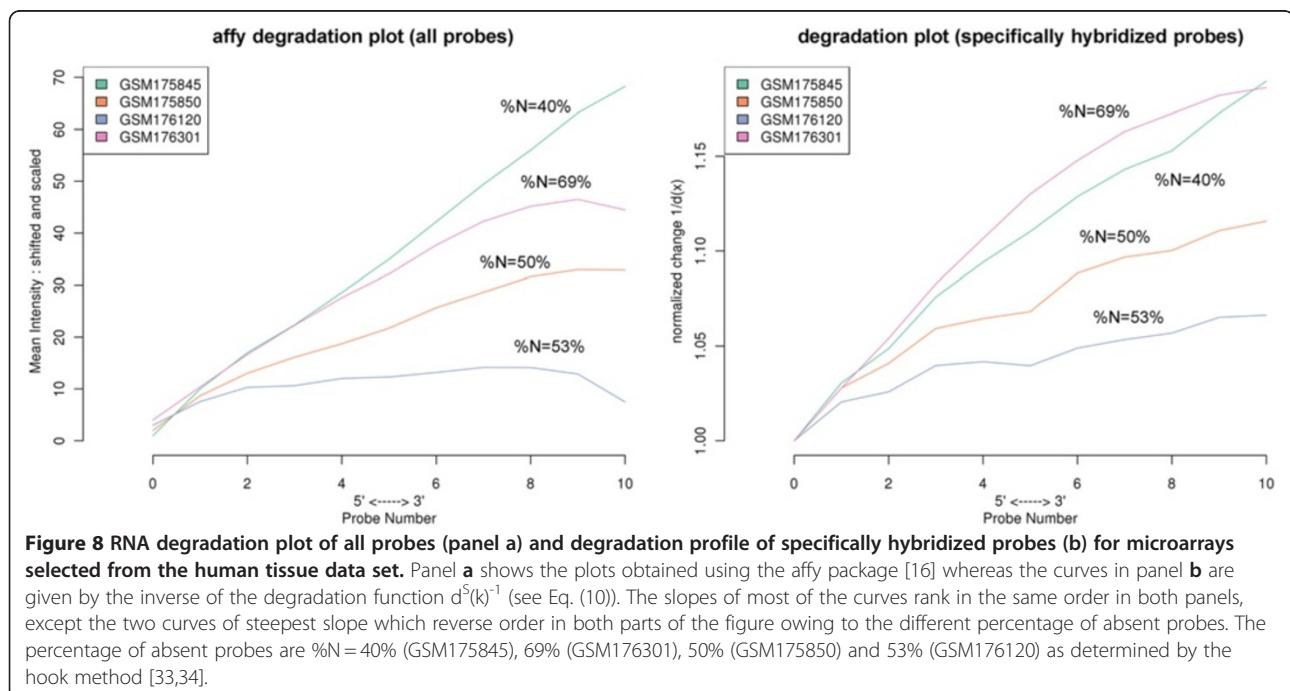 affy degradation plot (all probes)
GSM175845
GSM175850
GSM176120
GSM176301
%N=40%
%N=69%
%N=50%
%N=53%
Mean Intensity : shifted and scaled
0
10
20
30
40
50
60
70
0 2 4 6 8 10
5' <-----> 3'
Probe Number
degradation plot (specifically hybridized probes)
GSM175845
GSM175850
GSM176120
GSM176301
%N=69%
%N=40%
%N=50%
%N=53%
normalized change 1/d(x)
1.00
1.05
1.10
1.15
0 2 4 6 8 10
5' <-----> 3'
Probe Number
Figure 8 RNA degradation plot of all probes (panel a) and degradation profile of specifically hybridized probes (b) for microarrays
selected from the human tissue data set. Panel a shows the plots obtained using the affy package [16] whereas the curves in panel b are
given by the inverse of the degradation function dˢ(k)⁻¹ (see Eq. (10)). The slopes of most of the curves rank in the same order in both panels,
except the two curves of steepest slope which reverse order in both parts of the figure owing to the different percentage of absent probes. The
percentage of absent probes are %N = 40% (GSM175845), 69% (GSM176301), 50% (GSM175850) and 53% (GSM176120) as determined by the
hook method [33,34].